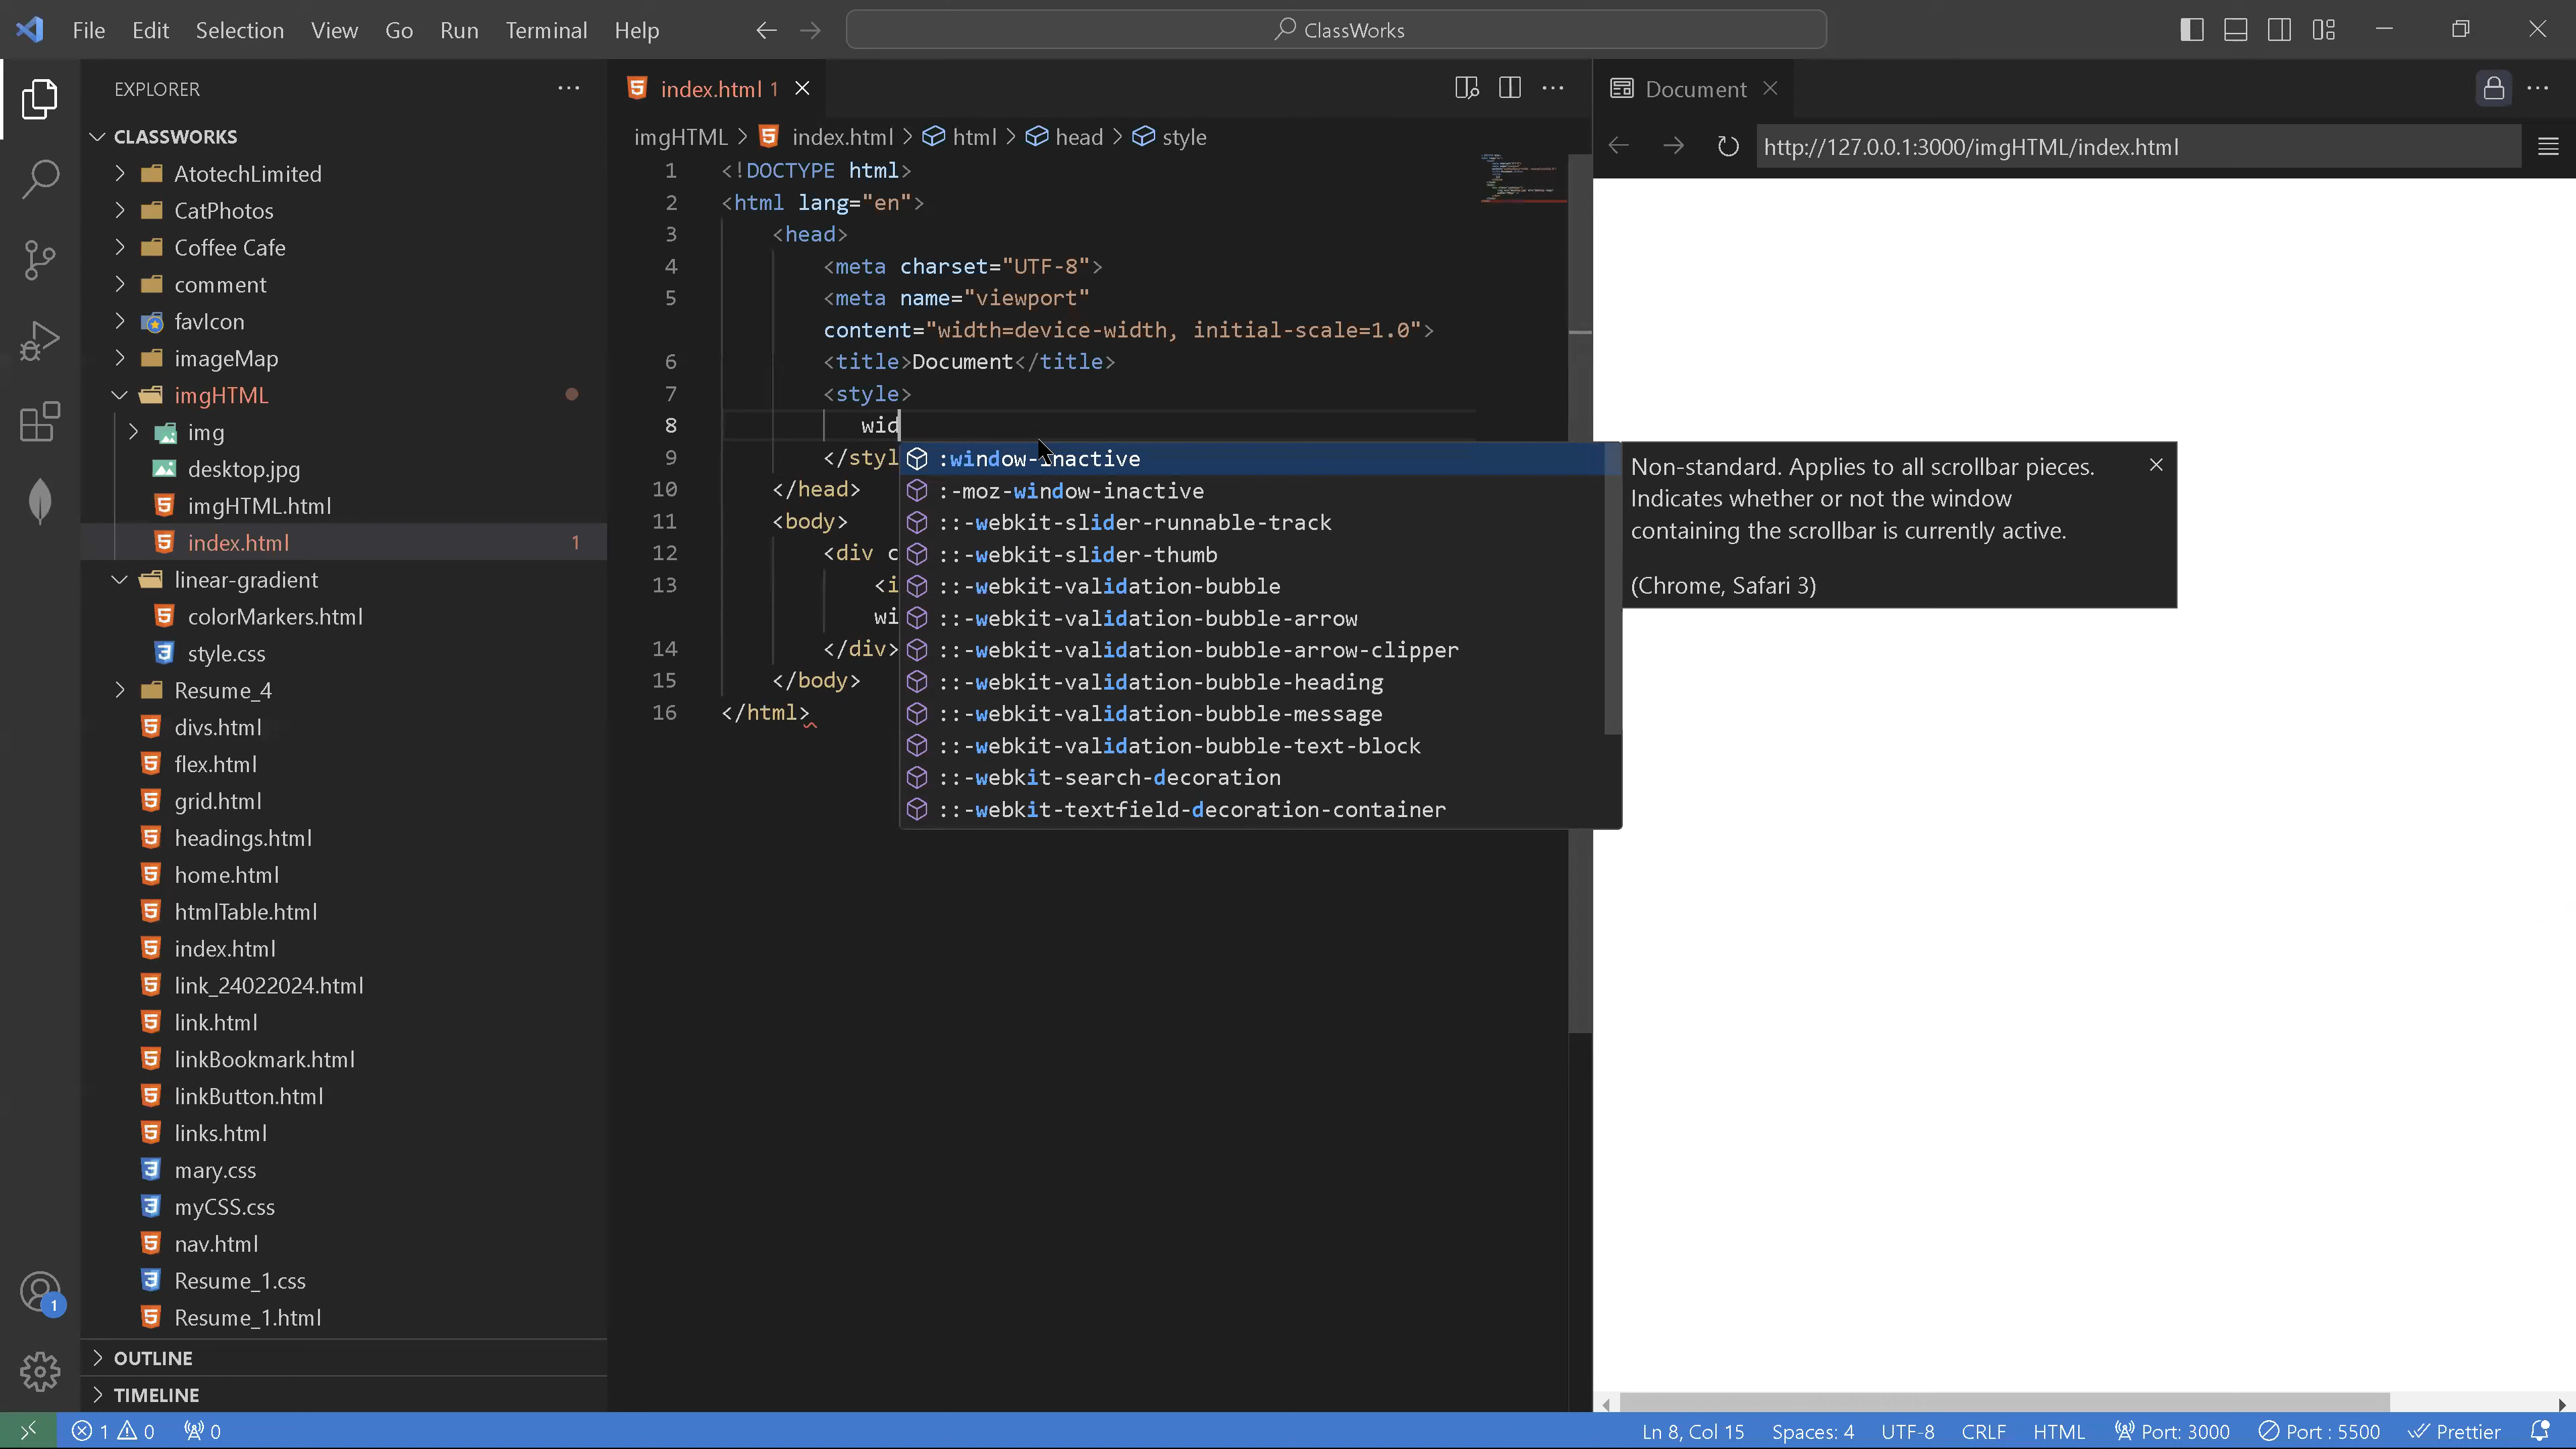 File Edit Selection View Go Run Terminal Help
ClassWorks
EXPLORER
CLASSWORKS
AtotechLimited
CatPhotos
Coffee Cafe
comment
favIcon
imageMap
imgHTML
img
desktop.jpg
imgHTML.html
index.html 1
linear-gradient
colorMarkers.html
style.css
Resume_4
divs.html
flex.html
grid.html
headings.html
home.html
htmlTable.html
index.html
link_24022024.html
link.html
linkBookmark.html
linkButton.html
links.html
mary.css
myCSS.css
nav.html
Resume_1.css
Resume_1.html
OUTLINE
TIMELINE
1
index.html 1
imgHTML > index.html > html > head > style
1 <!DOCTYPE html>
2 <html lang="en">
3 <head>
4 <meta charset="UTF-8">
5 <meta name="viewport"
content="width=device-width, initial-scale=1.0">
6 <title>Document</title>
7 <style>
8 wid
9 </styl
10 </head>
11 <body>
12 <div c
13 <i
wi
14 </div>
15 </body>
16 </html>
:window-inactive
:-moz-window-inactive
::-webkit-slider-runnable-track
::-webkit-slider-thumb
::-webkit-validation-bubble
::-webkit-validation-bubble-arrow
::-webkit-validation-bubble-arrow-clipper
::-webkit-validation-bubble-heading
::-webkit-validation-bubble-message
::-webkit-validation-bubble-text-block
::-webkit-search-decoration
::-webkit-textfield-decoration-container
Document
http://127.0.0.1:3000/imgHTML/index.html
Non-standard. Applies to all scrollbar pieces.
Indicates whether or not the window
containing the scrollbar is currently active.
(Chrome, Safari 3)
1 0 0 Ln 8, Col 15 Spaces: 4 UTF-8 CRLF HTML Port: 3000 Port : 5500 Prettier